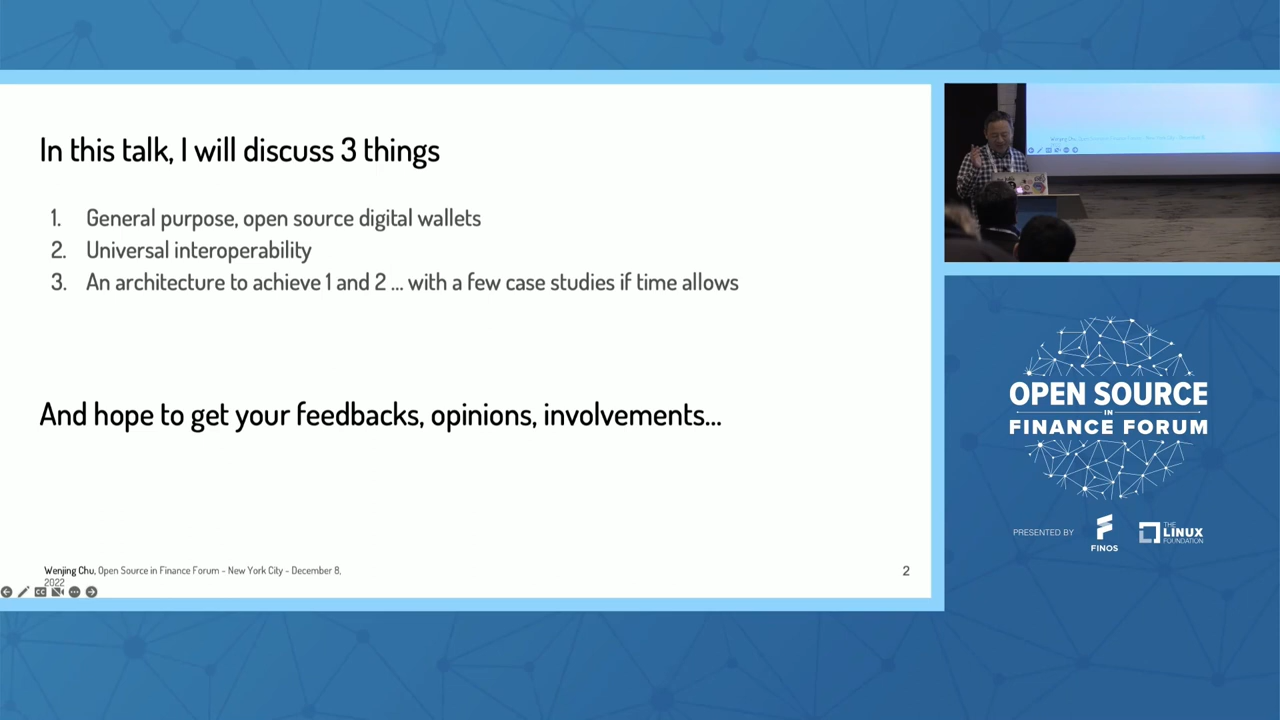 In this talk, I will discuss 3 things
1. General purpose, open source digital wallets
2. Universal interoperability
3. An architecture to achieve 1 and 2 ... with a few case studies if time allows
And hope to get your feedbacks, opinions, involvements...
Wenjing Chu, Open Source in Finance Forum - New York City - December 8,
2022
2
OPEN SOURCE
IN
FINANCE FORUM
PRESENTED BY
FINOS
THE
LINUX
FOUNDATION